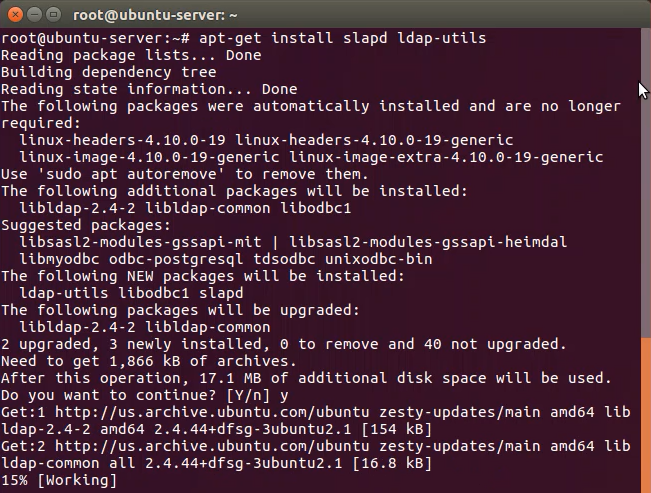 root@ubuntu-server: ~
root@ubuntu-server:~# apt-get install slapd ldap-utils
Reading package lists... Done
Building dependency tree
Reading state information... Done
The following packages were automatically installed and are no longer
required:
  linux-headers-4.10.0-19 linux-headers-4.10.0-19-generic
  linux-image-4.10.0-19-generic linux-image-extra-4.10.0-19-generic
Use 'sudo apt autoremove' to remove them.
The following additional packages will be installed:
  libldap-2.4-2 libldap-common libodbc1
Suggested packages:
  libsasl2-modules-gssapi-mit | libsasl2-modules-gssapi-heimdal
  libmyodbc odbc-postgresql tdsodbc unixodbc-bin
The following NEW packages will be installed:
  ldap-utils libodbc1 slapd
The following packages will be upgraded:
  libldap-2.4-2 libldap-common
2 upgraded, 3 newly installed, 0 to remove and 40 not upgraded.
Need to get 1,866 kB of archives.
After this operation, 17.1 MB of additional disk space will be used.
Do you want to continue? [Y/n] y
Get:1 http://us.archive.ubuntu.com/ubuntu zesty-updates/main amd64 lib
ldap-2.4-2 amd64 2.4.44+dfsg-3ubuntu2.1 [154 kB]
Get:2 http://us.archive.ubuntu.com/ubuntu zesty-updates/main amd64 lib
ldap-common all 2.4.44+dfsg-3ubuntu2.1 [16.8 kB]
15% [Working]